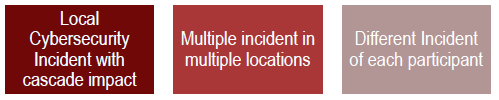 Local
Cybersecurity
Incident with
cascade impact
Multiple incident in
multiple locations
Different Incident
of each participant